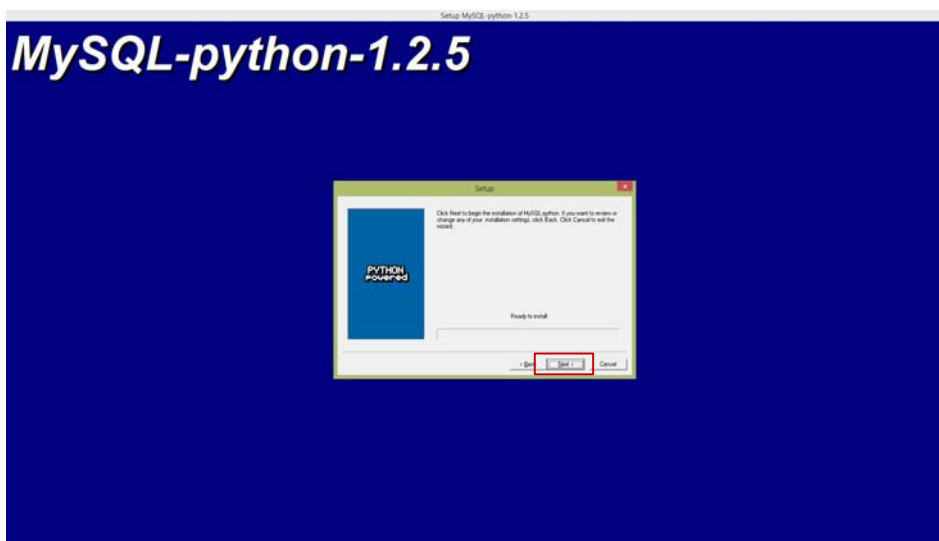 Setup MySQL-python-1.2.5
MySQL-python-1.2.5
Setup
Click Next to begin the installation of MySQL-python. If you want to review or
change any of your installation settings, click Back. Click Cancel to exit the
wizard.
PYTHON
powered
Ready to install
< Back Next > Cancel